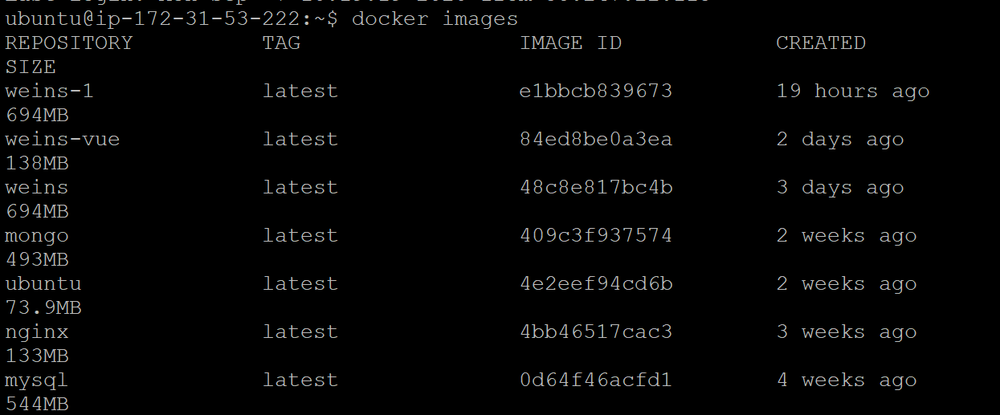 ubuntu@ip-172-31-53-222:~$ docker images
REPOSITORY          TAG                 IMAGE ID            CREATED
SIZE
weins-1             latest              e1bbcb839673        19 hours ago
694MB
weins-vue           latest              84ed8be0a3ea        2 days ago
138MB
weins               latest              48c8e817bc4b        3 days ago
694MB
mongo               latest              409c3f937574        2 weeks ago
493MB
ubuntu              latest              4e2eef94cd6b        2 weeks ago
73.9MB
nginx               latest              4bb46517cac3        3 weeks ago
133MB
mysql               latest              0d64f46acfd1        4 weeks ago
544MB